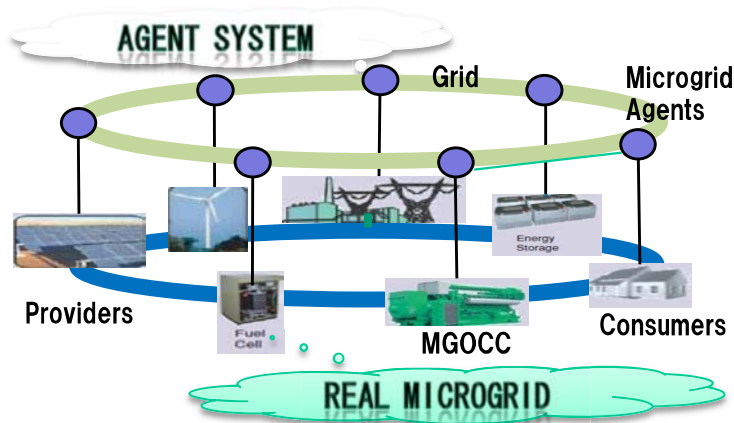 AGENT SYSTEM
Grid
Microgrid
Agents
Energy
Storage
Providers
Fuel
Cell
MGOCC
Consumers
REAL MICROGRID